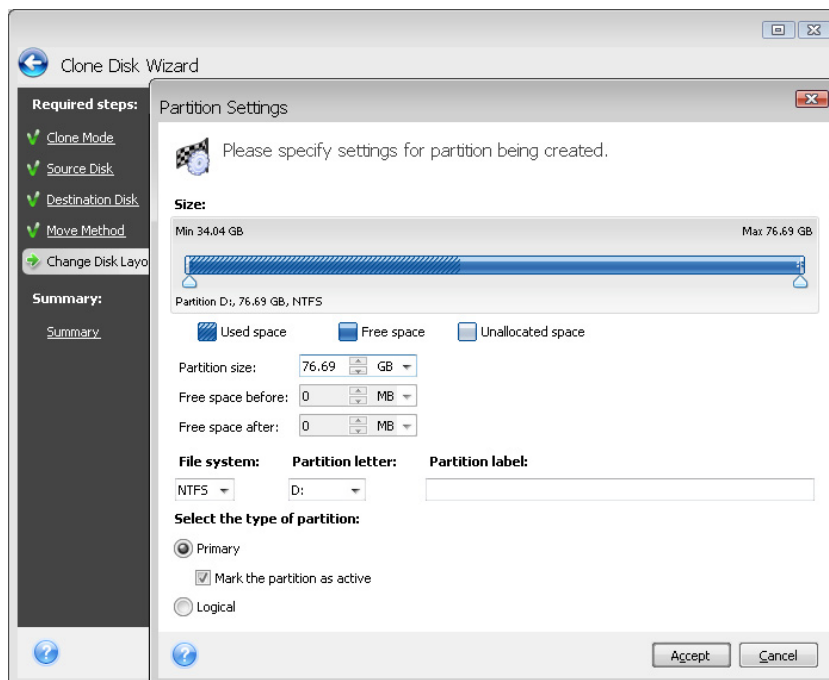 Clone Disk Wizard
Required steps:
Clone Mode
Source Disk
Destination Disk
Move Method
Change Disk Layo
Summary:
Summary
Partition Settings
Please specify settings for partition being created.
Size:
Min 34.04 GB Max 76.69 GB
Partition D:, 76.69 GB, NTFS
Used space Free space Unallocated space
Partition size: 76.69 GB
Free space before: 0 MB
Free space after: 0 MB
File system: Partition letter: Partition label:
NTFS D:
Select the type of partition:
Primary
Mark the partition as active
Logical
Accept Cancel